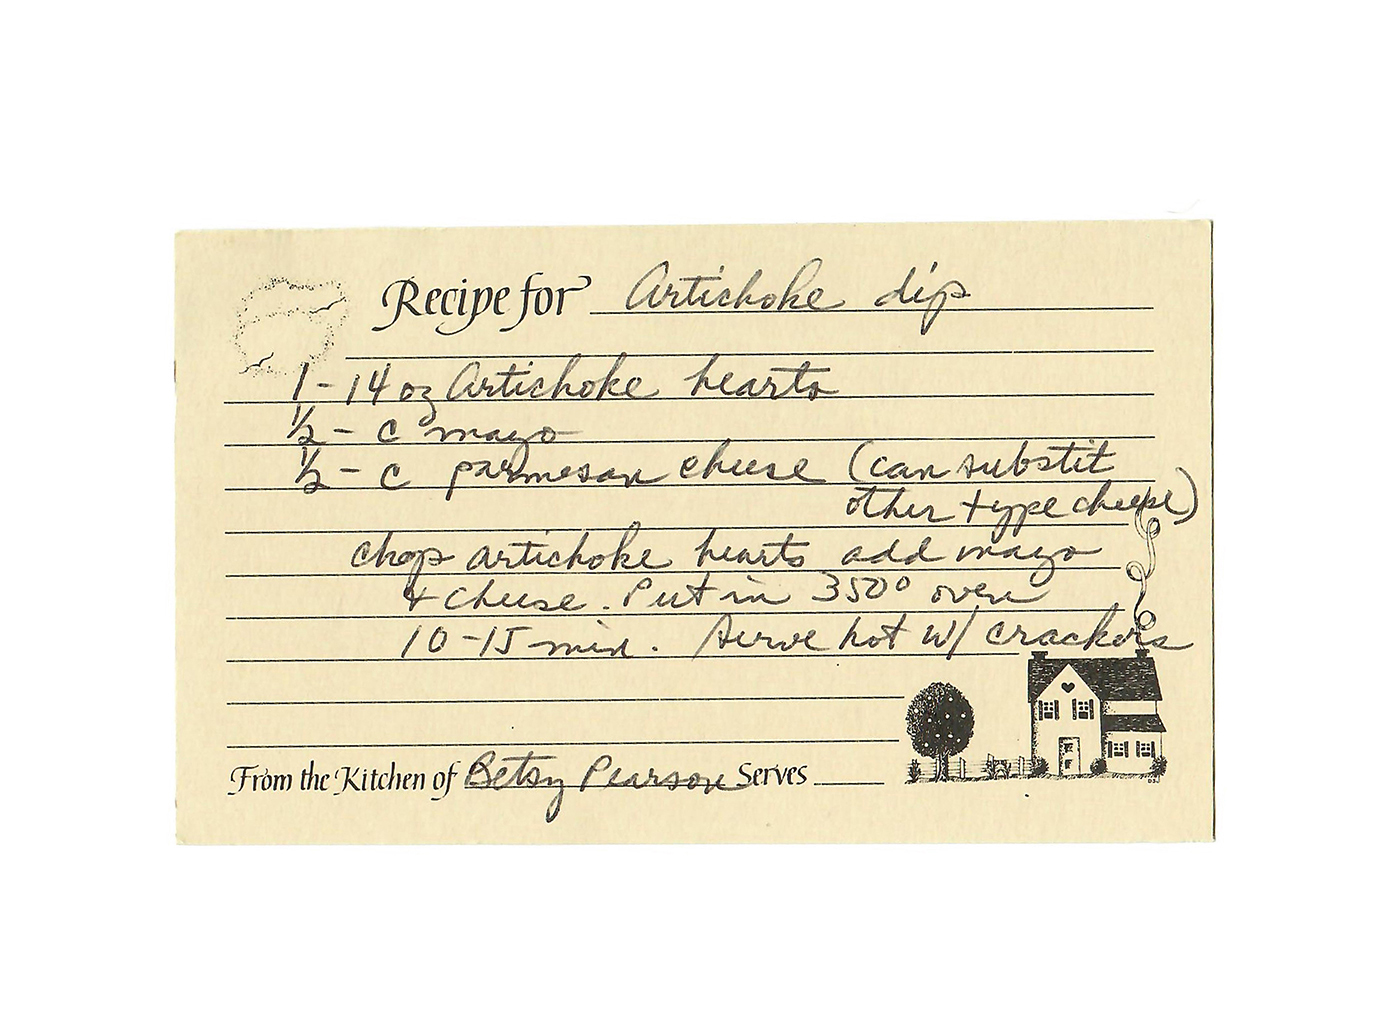 Recipe for Artichoke dip
1 - 14 oz Artichoke hearts
1/2 - c mayo
1/2 - c parmesan cheese (can substit
other type cheese)
chop artichoke hearts add mayo
& cheese. Put in 350° oven
10-15 min. Serve hot w/ crackers
From the Kitchen of Betsy Pearson Serves